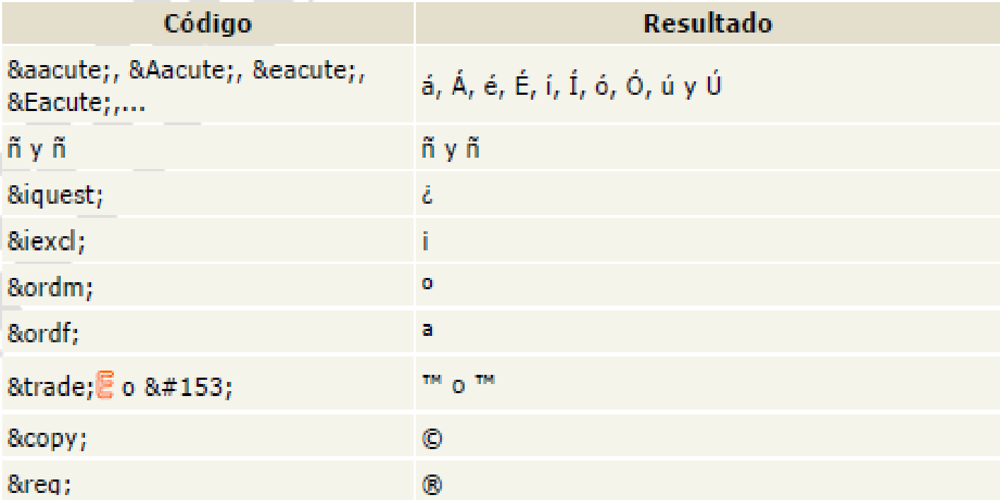 Código Resultado
&aacute;, &Aacute;, &eacute;,
&Eacute;,... á, Á, é, É, í, Í, ó, Ó, ú y Ú
ñ y ñ ñ y ñ
&iquest; ¿
&iexcl; ¡
&ordm; º
&ordf; ª
&trade; o &#153; ™ o ™
&copy; ©
&reg; ®